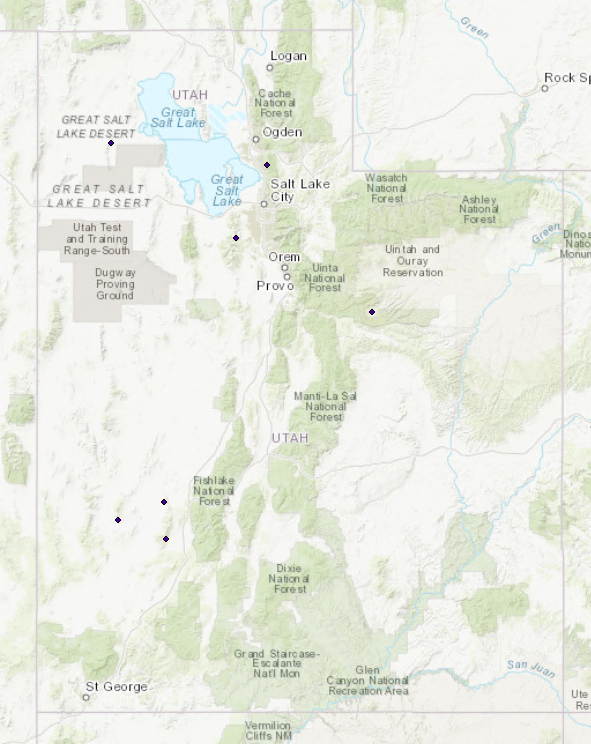 Green
Logan
Rock Sp
UTAH
Cache
National
Forest
Great
Salt Lake
GREAT SALT
LAKE DESERT
Ogden
Great
Salt
Lake
GREAT SALT
LAKE DESERT
Salt Lake
City
Wasatch
National
Forest
Ashley
National
Forest
Utah Test
and Training
Range-South
Green
Dinos
Natio
Monum
Uintah and
Ouray
Reservation
Orem
Dugway
Proving
Ground
Uinta
National
Forest
Provo
Manti-La Sal
National
Forest
UTAH
Fishlake
National
Forest
Dixie
National
Forest
Grand Staircase-
Escalante
Nat'l Mon
Glen
Canyon National
Recreation Area
San Juan
St George
Ute
Res
Vermilion
Cliffs NM